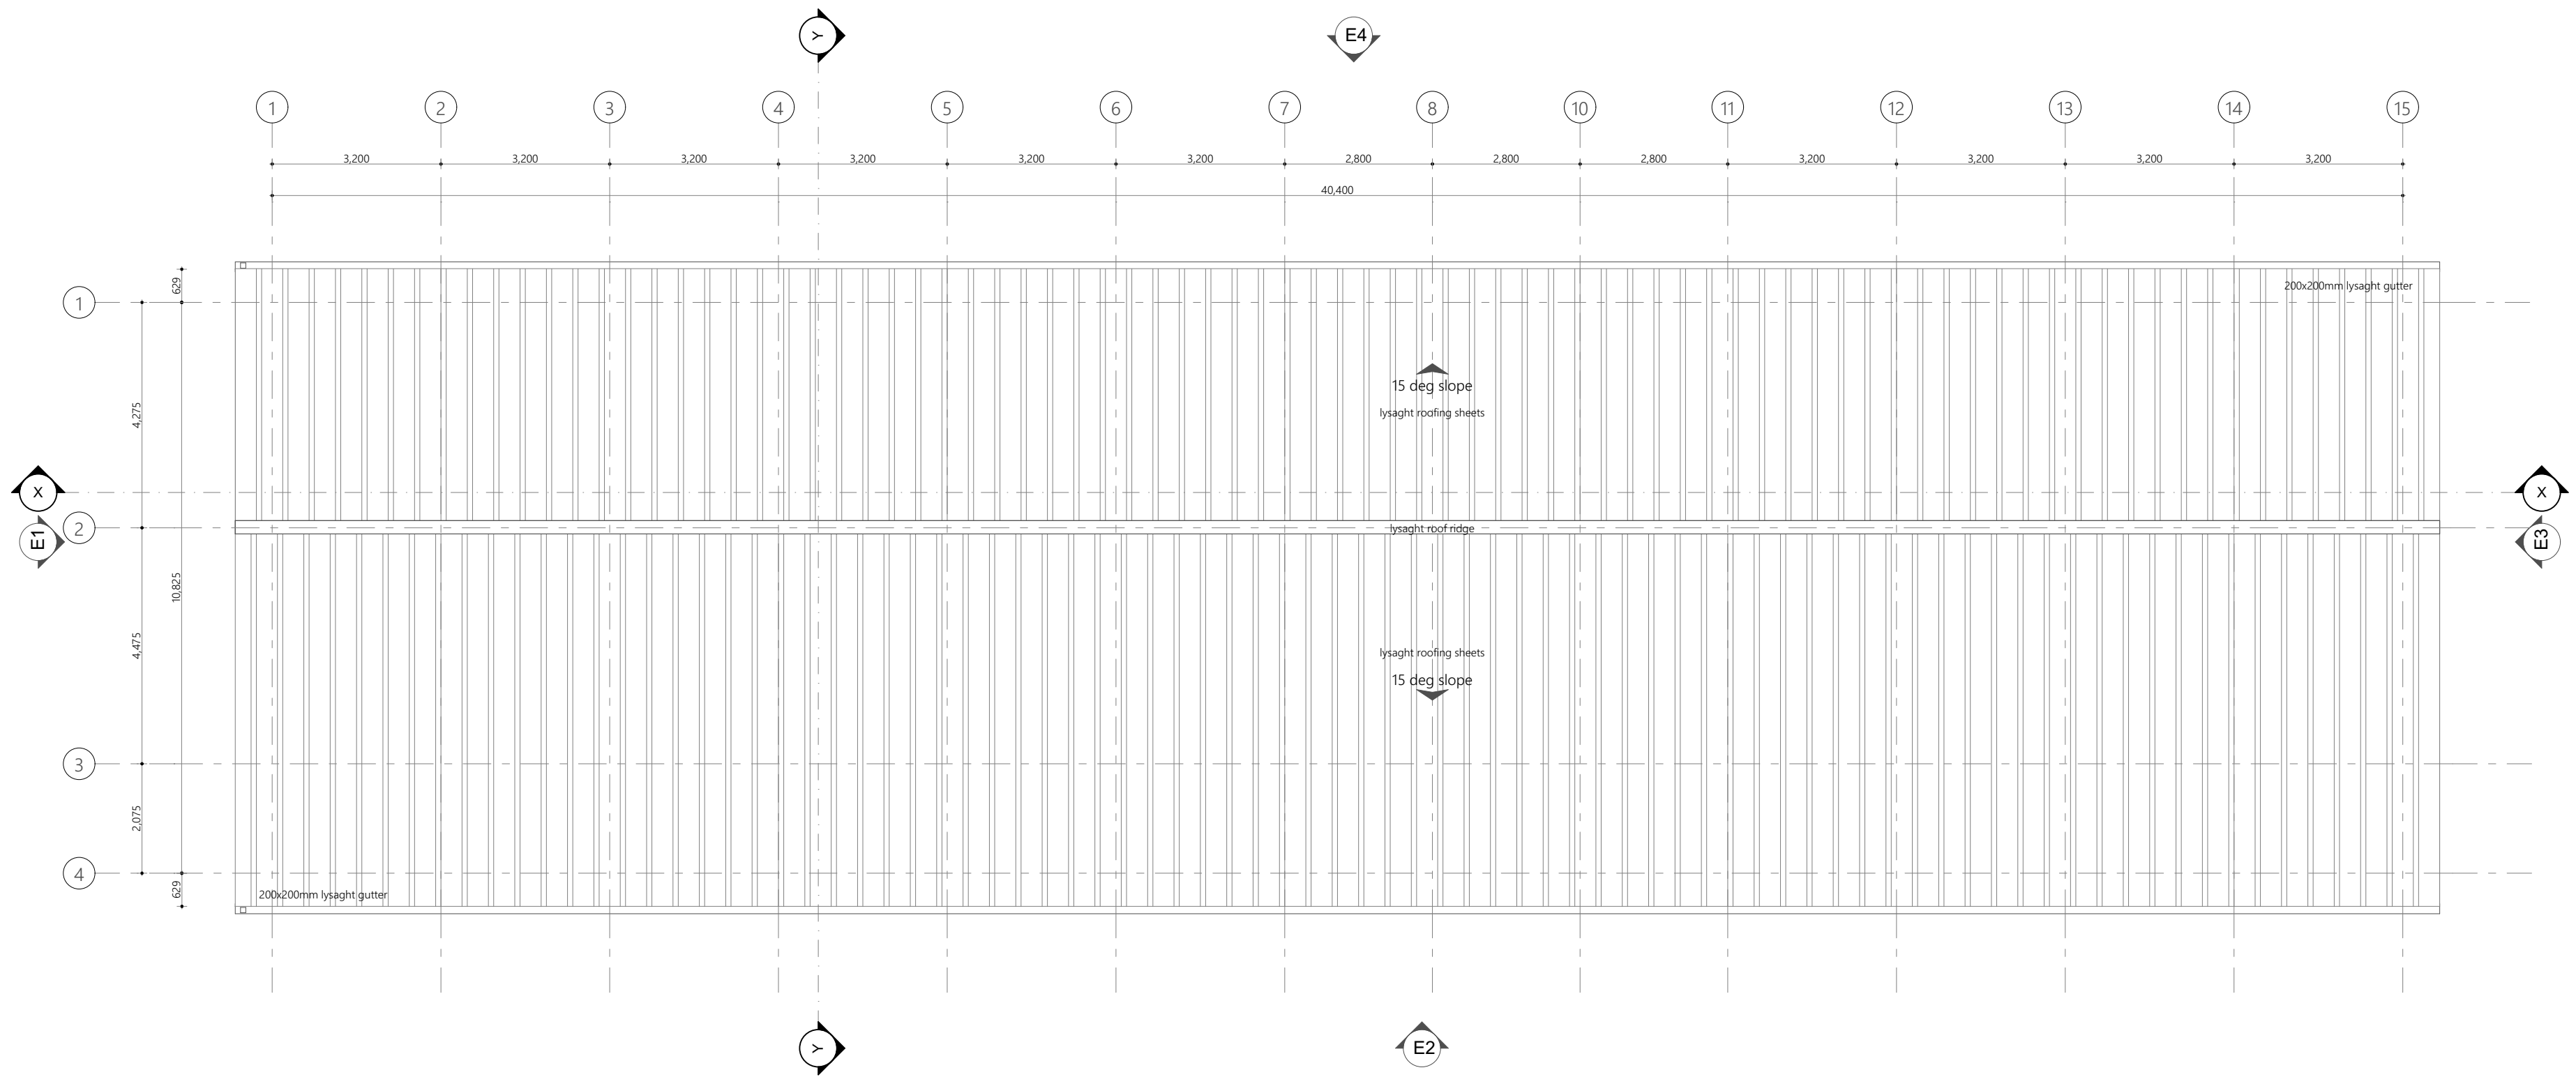 Y
E4
1 2 3 4 5 6 7 8 10 11 12 13 14 15
3,200 3,200 3,200 3,200 3,200 3,200 2,800 2,800 2,800 3,200 3,200 3,200 3,200
40,400
629
200x200mm lysaght gutter
1
15 deg slope
lysaght roofing sheets
4,275
X
X
2
lysaght roof ridge
E1
E3
10,825
4,475
lysaght roofing sheets
15 deg slope
3
2,075
4
629
200x200mm lysaght gutter
Y
E2